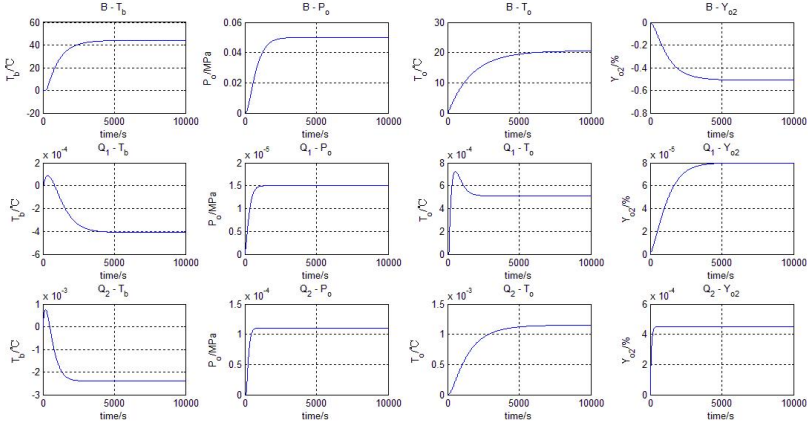 B - T_b
B - P_o
B - T_o
B - Y_o2
T_b/℃
60
40
20
0
-20
0
5000
10000
time/s
P_o/MPa
0.06
0.04
0.02
0
0
5000
10000
time/s
T_o/℃
30
20
10
0
0
5000
10000
time/s
Y_o2/%
0
-0.2
-0.4
-0.6
-0.8
0
5000
10000
time/s
Q_1 - T_b
Q_1 - P_o
Q_1 - T_o
Q_1 - Y_o2
x 10^-4
T_b/℃
2
0
-2
-4
-6
0
5000
10000
time/s
x 10^-5
P_o/MPa
2
1.5
1
0.5
0
0
5000
10000
time/s
x 10^-4
T_o/℃
8
6
4
2
0
0
5000
10000
time/s
x 10^-5
Y_o2/%
8
6
4
2
0
0
5000
10000
time/s
Q_2 - T_b
Q_2 - P_o
Q_2 - T_o
Q_2 - Y_o2
x 10^-3
T_b/℃
1
0
-1
-2
-3
0
5000
10000
time/s
x 10^-4
P_o/MPa
1.5
1
0.5
0
0
5000
10000
time/s
x 10^-3
T_o/℃
1.5
1
0.5
0
0
5000
10000
time/s
x 10^-4
Y_o2/%
6
4
2
0
0
5000
10000
time/s